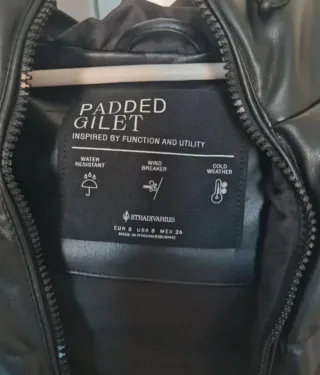 PADDED
GILET
INSPIRED BY FUNCTION AND UTILITY
WATER
RESISTANT
WIND
BREAKER
COLD
WEATHER
STRADIVARIUS
EUR S USA S MEX 26